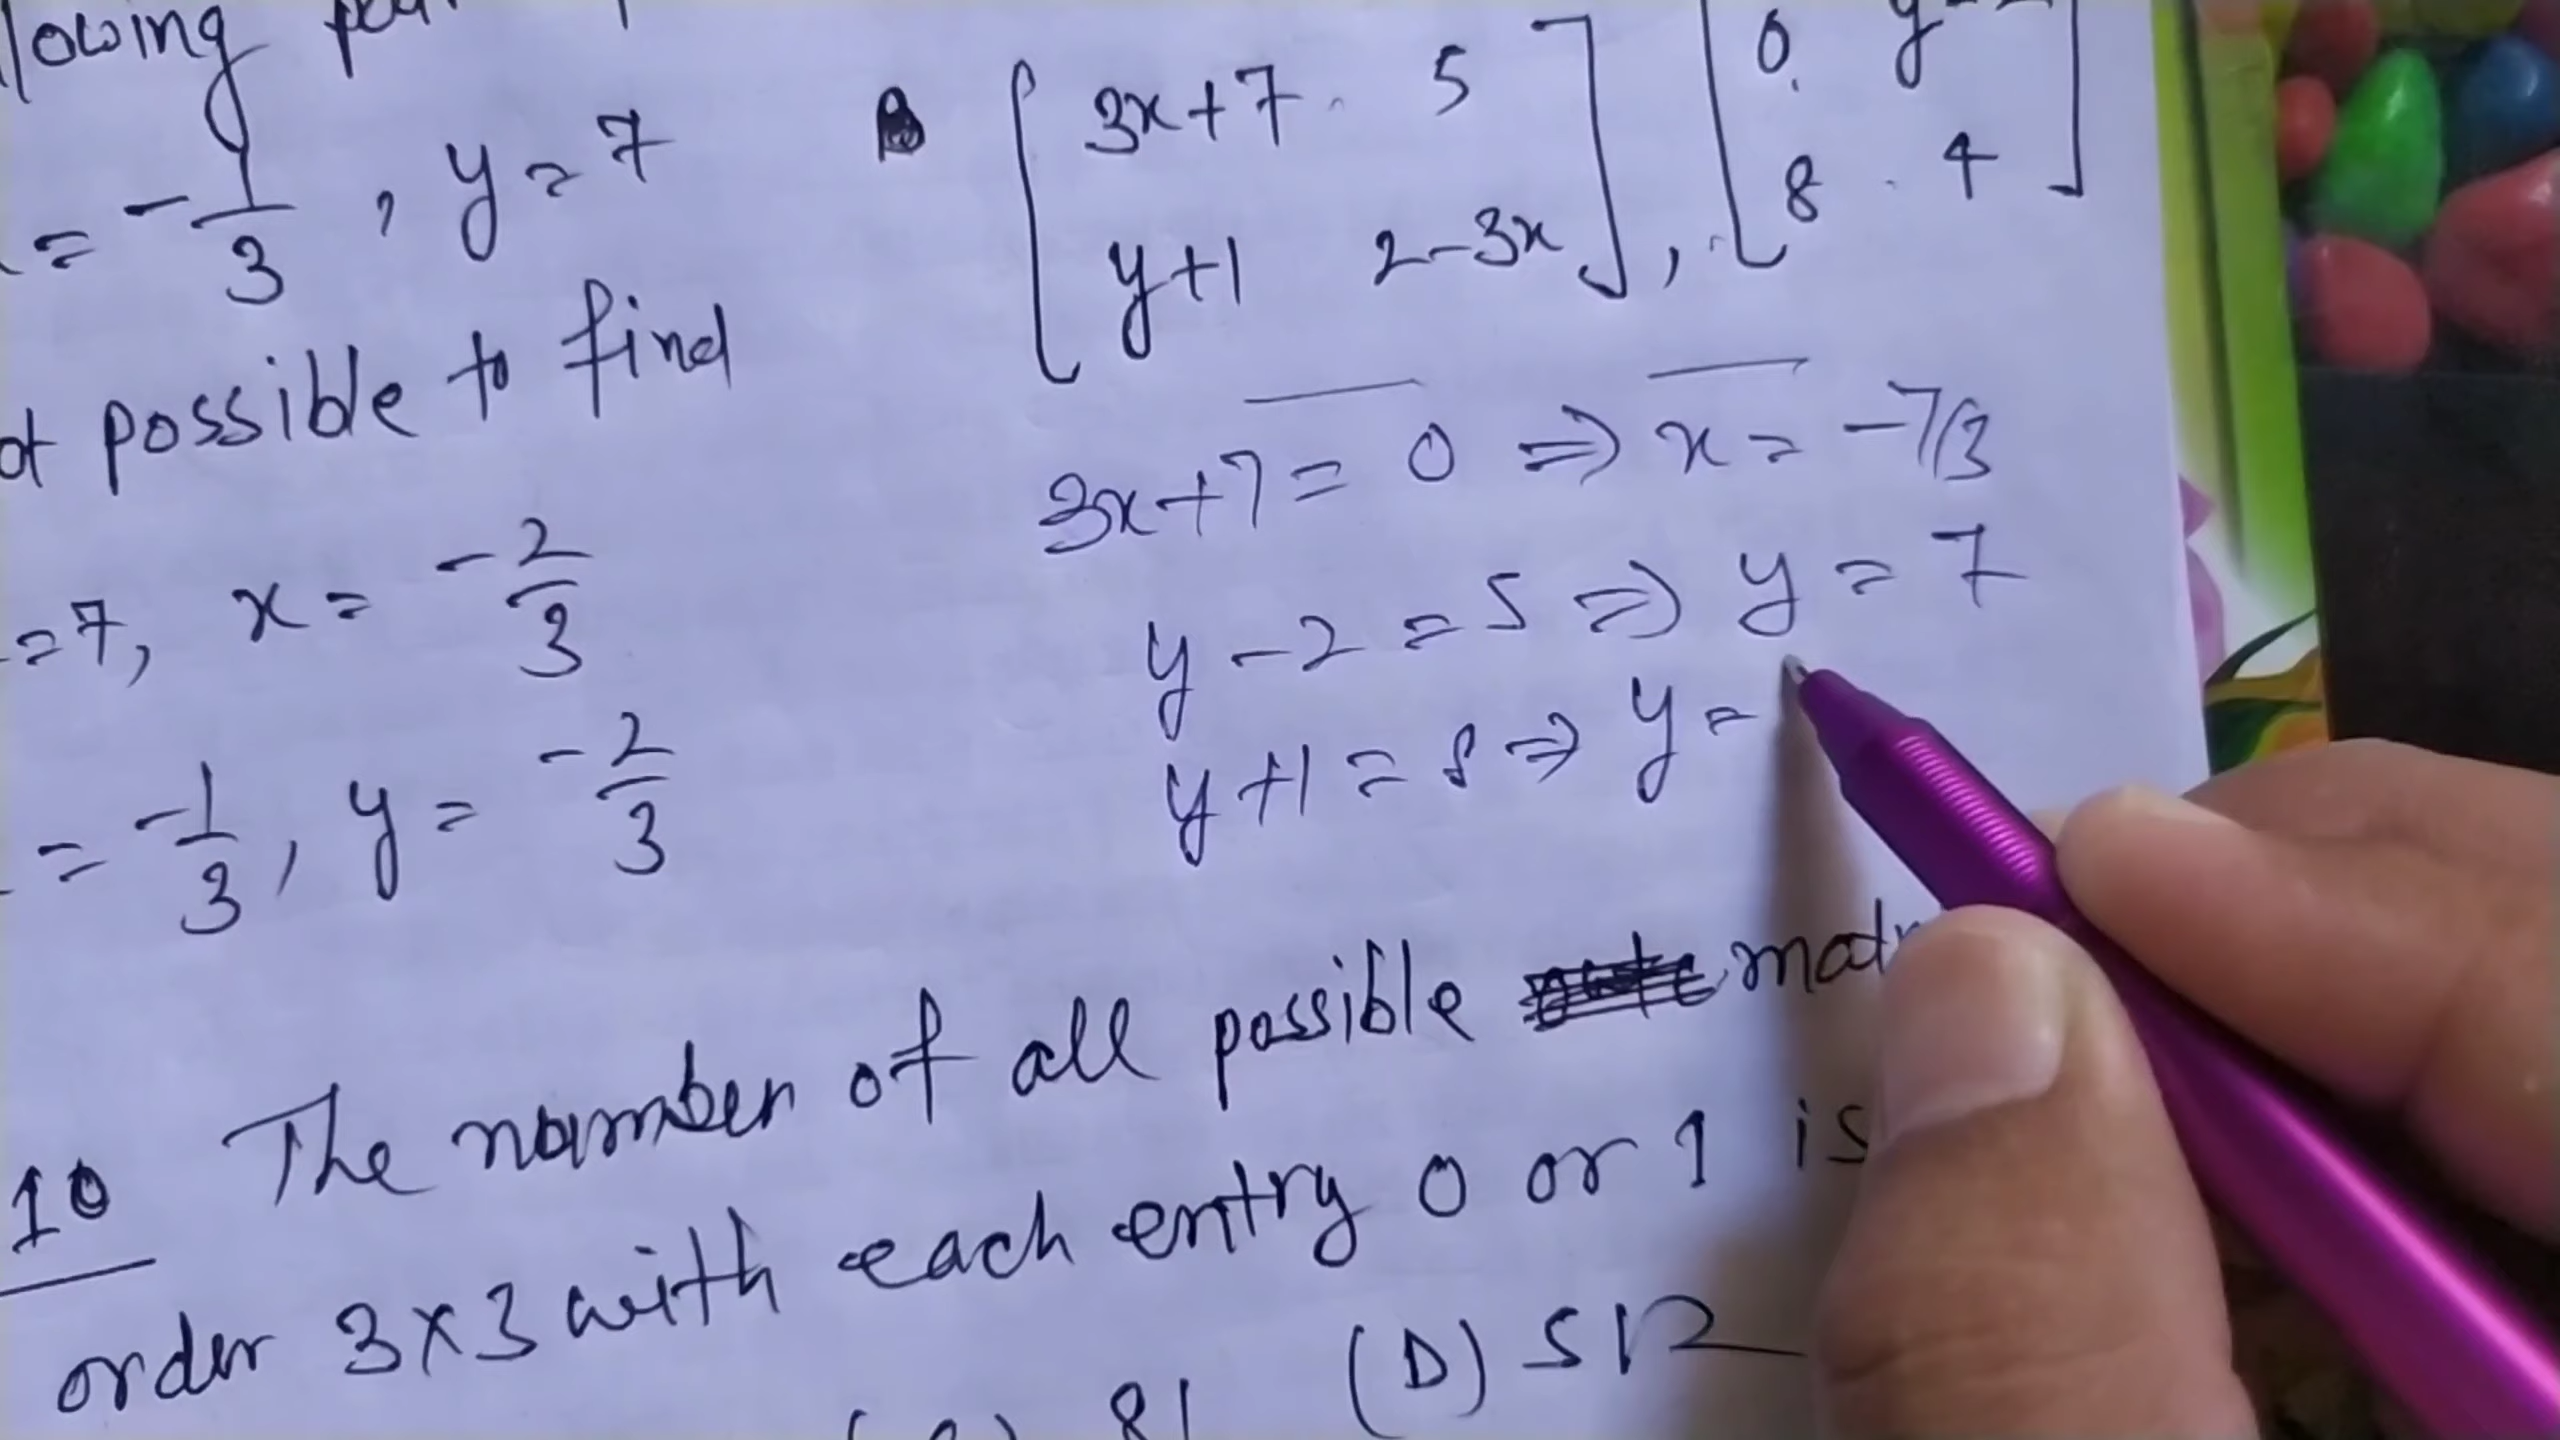 lowing
= -1/3 , y = 7
ot possible to find
= 7, x = -2/3
= -1/3 , y = -2/3
[ 3x+7 5
y+1 2-3x ] , [ 0 y-2
8 4 ]
3x+7 = 0 ⇒ x = -7/3
y - 2 = 5 ⇒ y = 7
y + 1 = 8 ⇒ y =
10 The number of all possible
order 3×3 with each entry 0 or 1 is
81 (D) 512